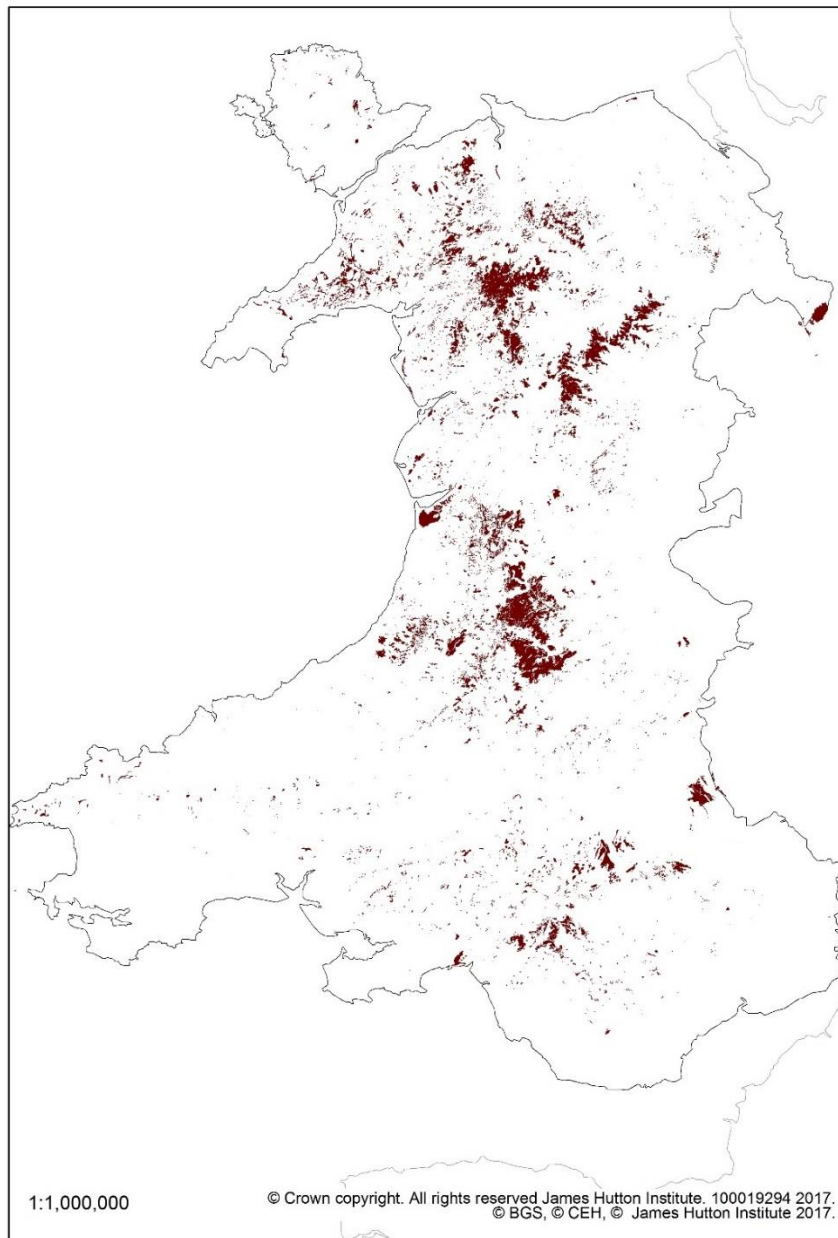 1:1,000,000
© Crown copyright. All rights reserved James Hutton Institute. 100019294 2017.
© BGS, © CEH, © James Hutton Institute 2017.